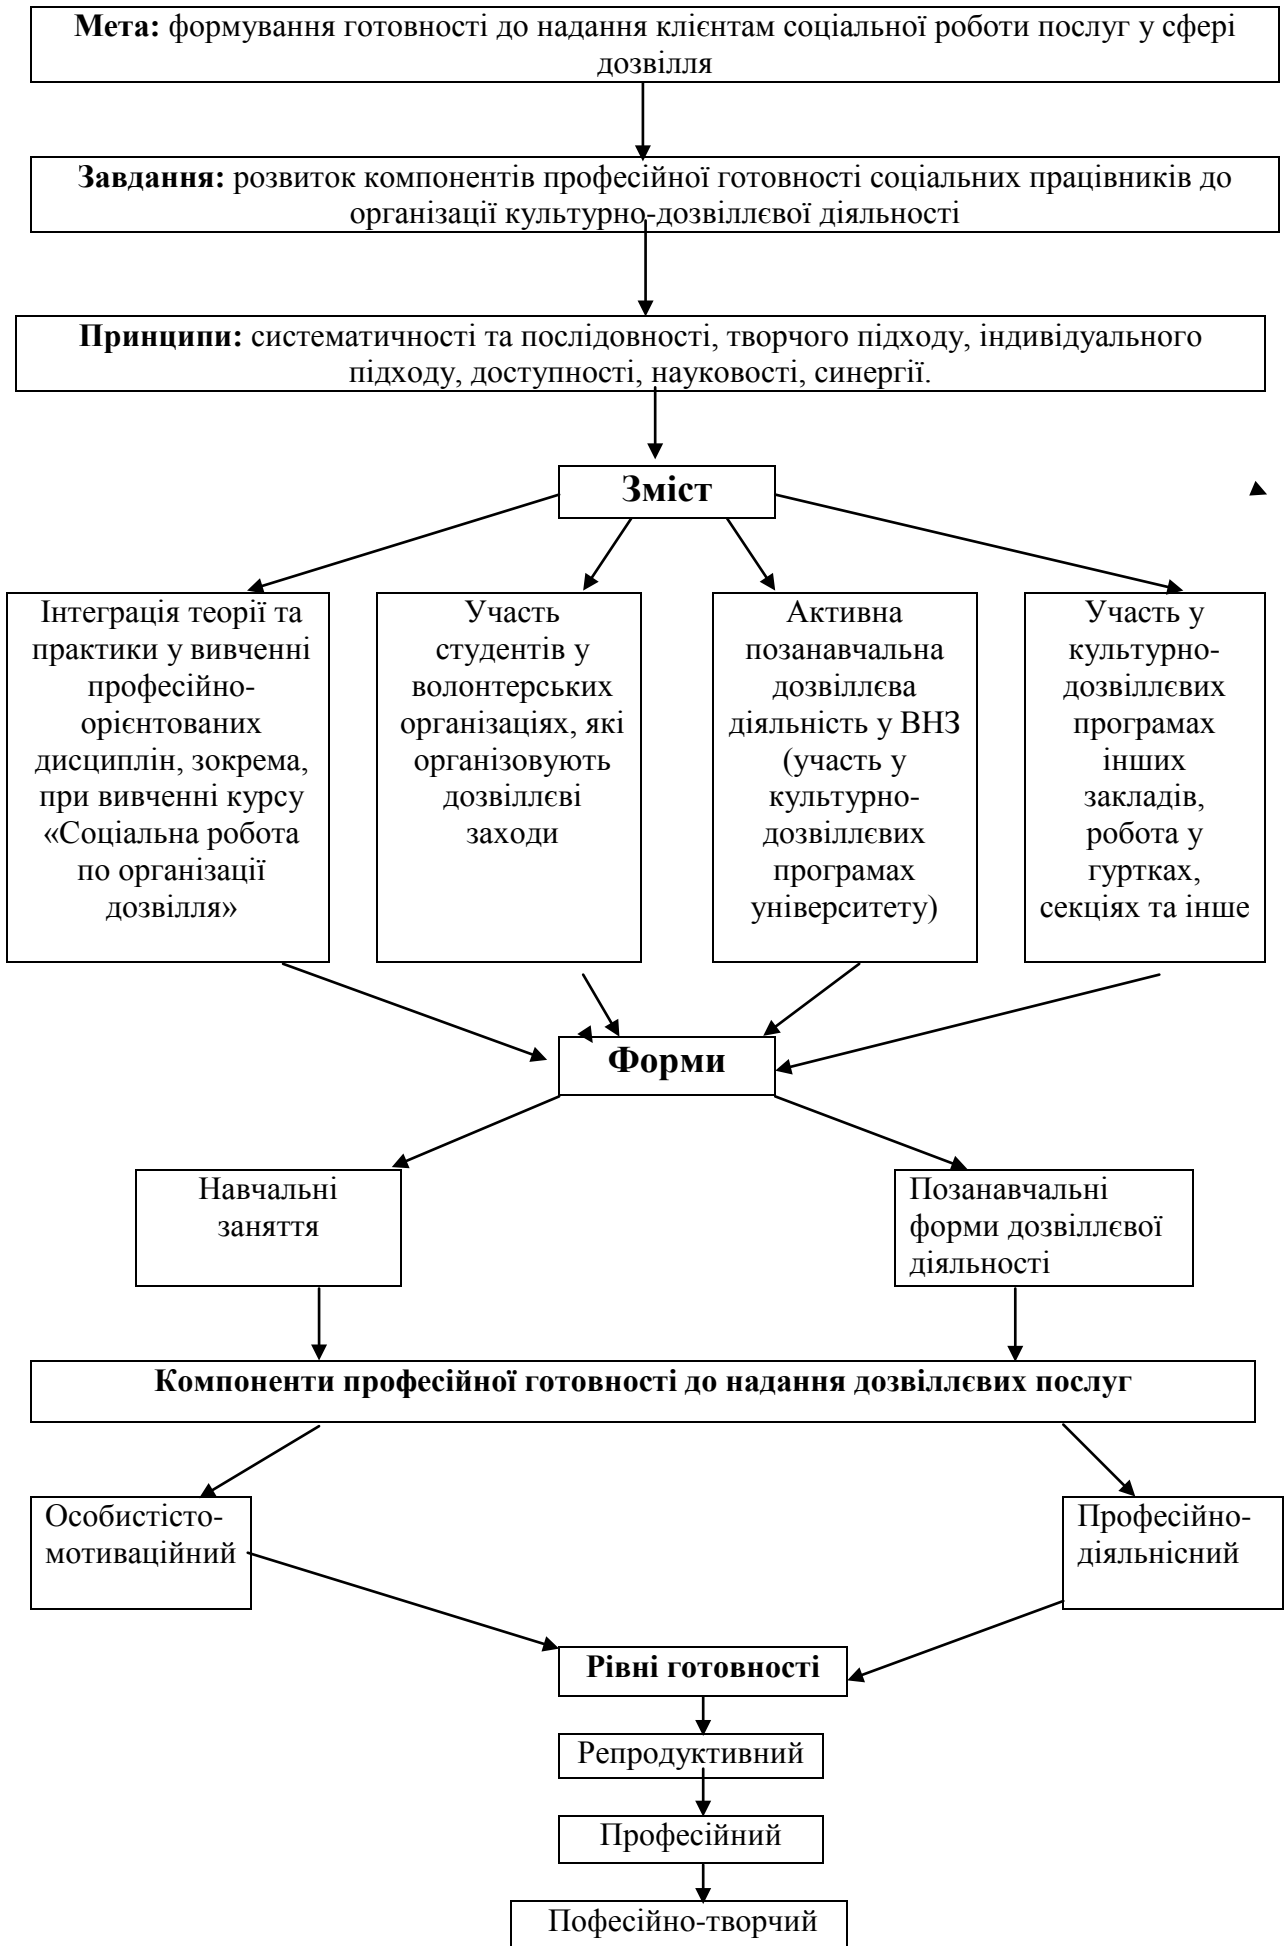 Мета: формування готовності до надання клієнтам соціальної роботи послуг у сфері
дозвілля
Завдання: розвиток компонентів професійної готовності соціальних працівників до
організації культурно-дозвіллєвої діяльності
Принципи: систематичності та послідовності, творчого підходу, індивідуального
підходу, доступності, науковості, синергії.
Зміст
Інтеграція теорії та
практики у вивченні
професійно-
орієнтованих
дисциплін, зокрема,
при вивченні курсу
«Соціальна робота
по організації
дозвілля»
Участь
студентів у
волонтерських
організаціях, які
організовують
дозвіллєві
заходи
Активна
позанавчальна
дозвіллєва
діяльність у ВНЗ
(участь у
культурно-
дозвіллєвих
програмах
університету)
Участь у
культурно-
дозвіллєвих
програмах
інших
закладів,
робота у
гуртках,
секціях та інше
Форми
Навчальні
заняття
Позанавчальні
форми дозвіллєвої
діяльності
Компоненти професійної готовності до надання дозвіллєвих послуг
Особистісто-
мотиваційний
Професійно-
діяльнісний
Рівні готовності
Репродуктивний
Професійний
Пофесійно-творчий